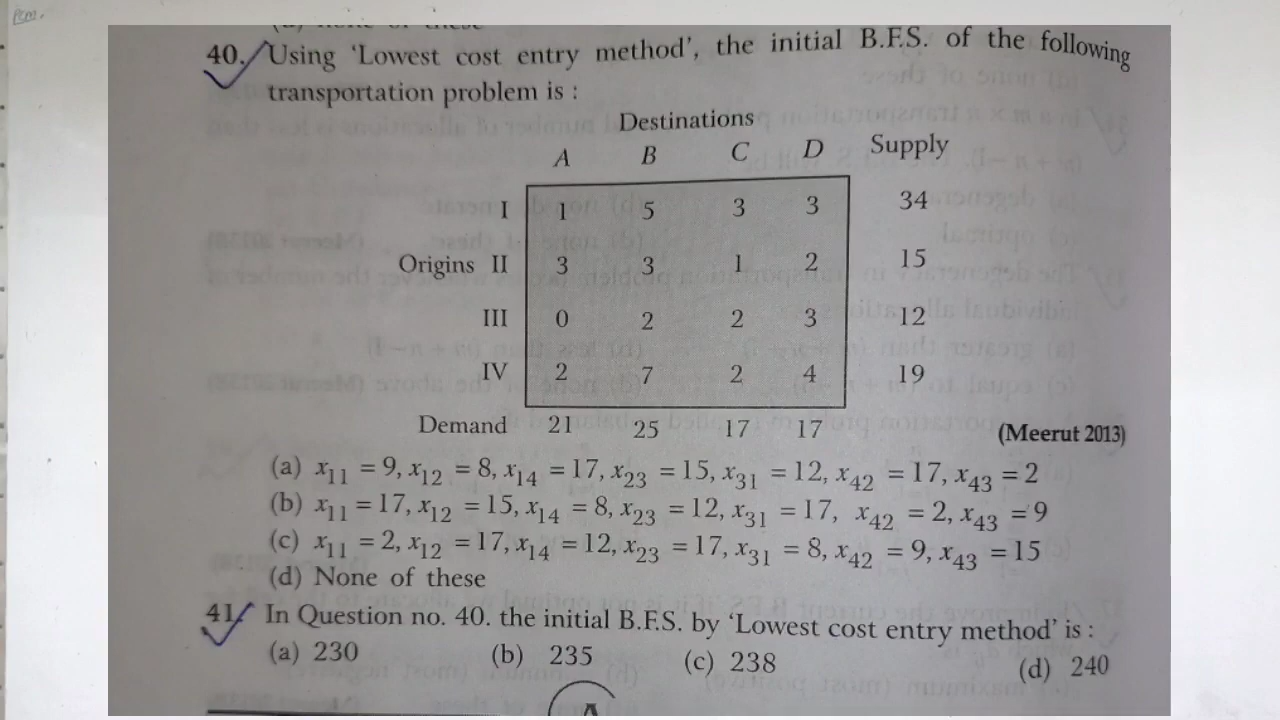 Pcm.
(d) none of these
40. Using 'Lowest cost entry method', the initial B.F.S. of the following
transportation problem is :
Destinations
A B C D Supply
I 1 5 3 3 34
Origins II 3 3 1 2 15
III 0 2 2 3 12
IV 2 7 2 4 19
Demand 21 25 17 17 (Meerut 2013)
(a) x11 = 9, x12 = 8, x14 = 17, x23 = 15, x31 = 12, x42 = 17, x43 = 2
(b) x11 = 17, x12 = 15, x14 = 8, x23 = 12, x31 = 17, x42 = 2, x43 = 9
(c) x11 = 2, x12 = 17, x14 = 12, x23 = 17, x31 = 8, x42 = 9, x43 = 15
(d) None of these
41. In Question no. 40. the initial B.F.S. by 'Lowest cost entry method' is :
(a) 230 (b) 235 (c) 238 (d) 240
A